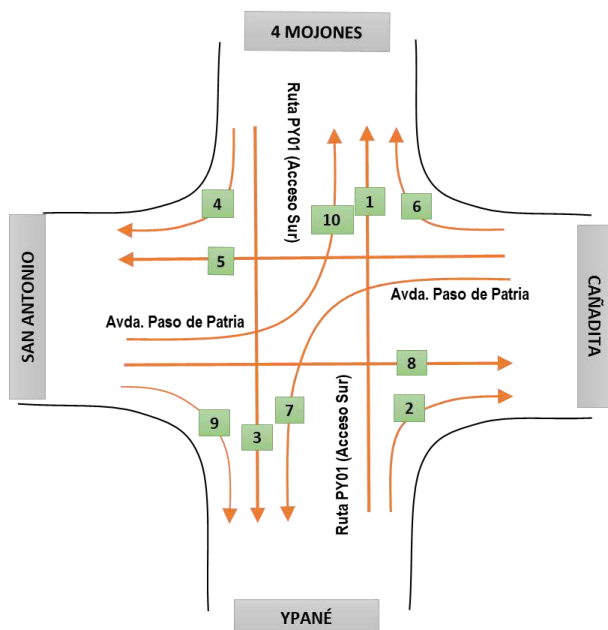 4 MOJONES
Ruta PY01 (Acceso Sur)
4
10
1
6
5
SAN ANTONIO
Avda. Paso de Patria
Avda. Paso de Patria
CAÑADITA
8
9
3
7
2
Ruta PY01 (Acceso Sur)
YPANÉ